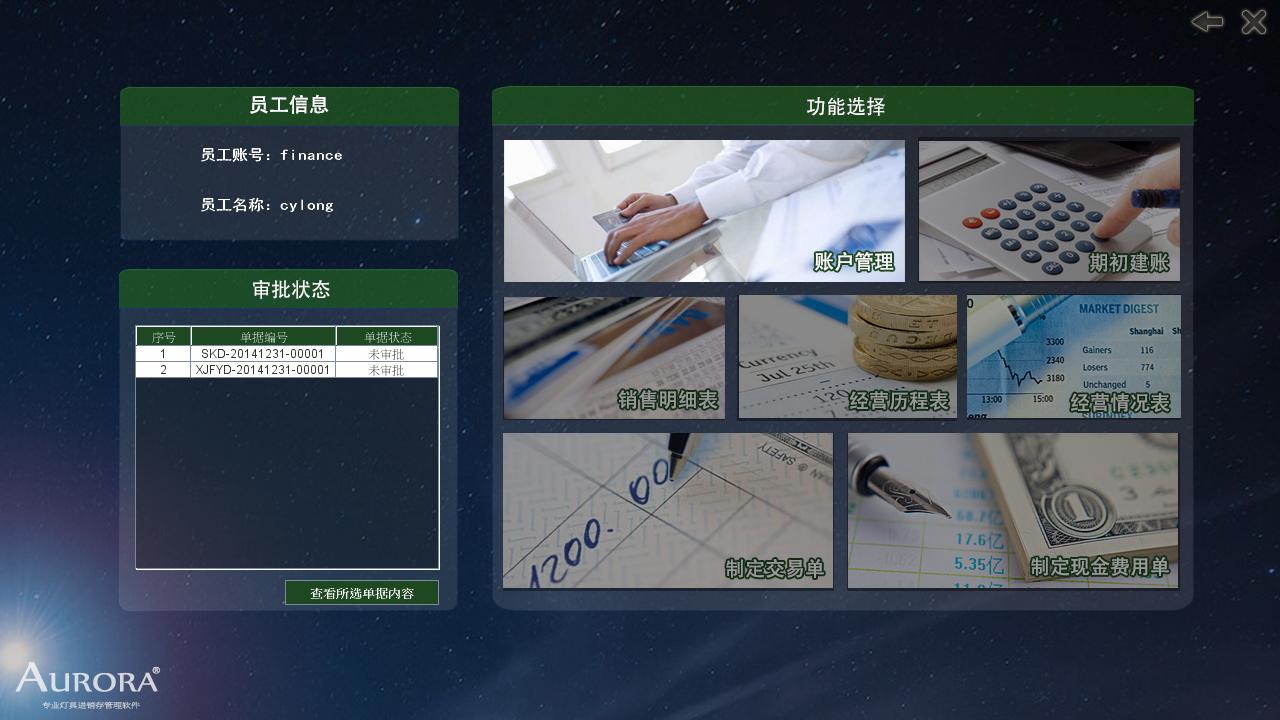 员工信息
员工账号：finance
员工名称：cylong
审批状态
序号 单据编号 单据状态
1 SKD-20141231-00001 未审批
2 XJFYD-20141231-00001 未审批
查看所选单据内容
功能选择
账户管理
期初建账
销售明细表
Currency
July 25th
经营历程表
MARKET DIGEST
Shanghai Sh
3300
Gainers 116
2340
Losers 774
3180
Unchanged 5
13:00 15:00
经营情况表
1200.00
SAFETY
制定交易单
17.6亿
5.35亿
制定现金费用单
AURORA®
专业灯具进销存管理软件